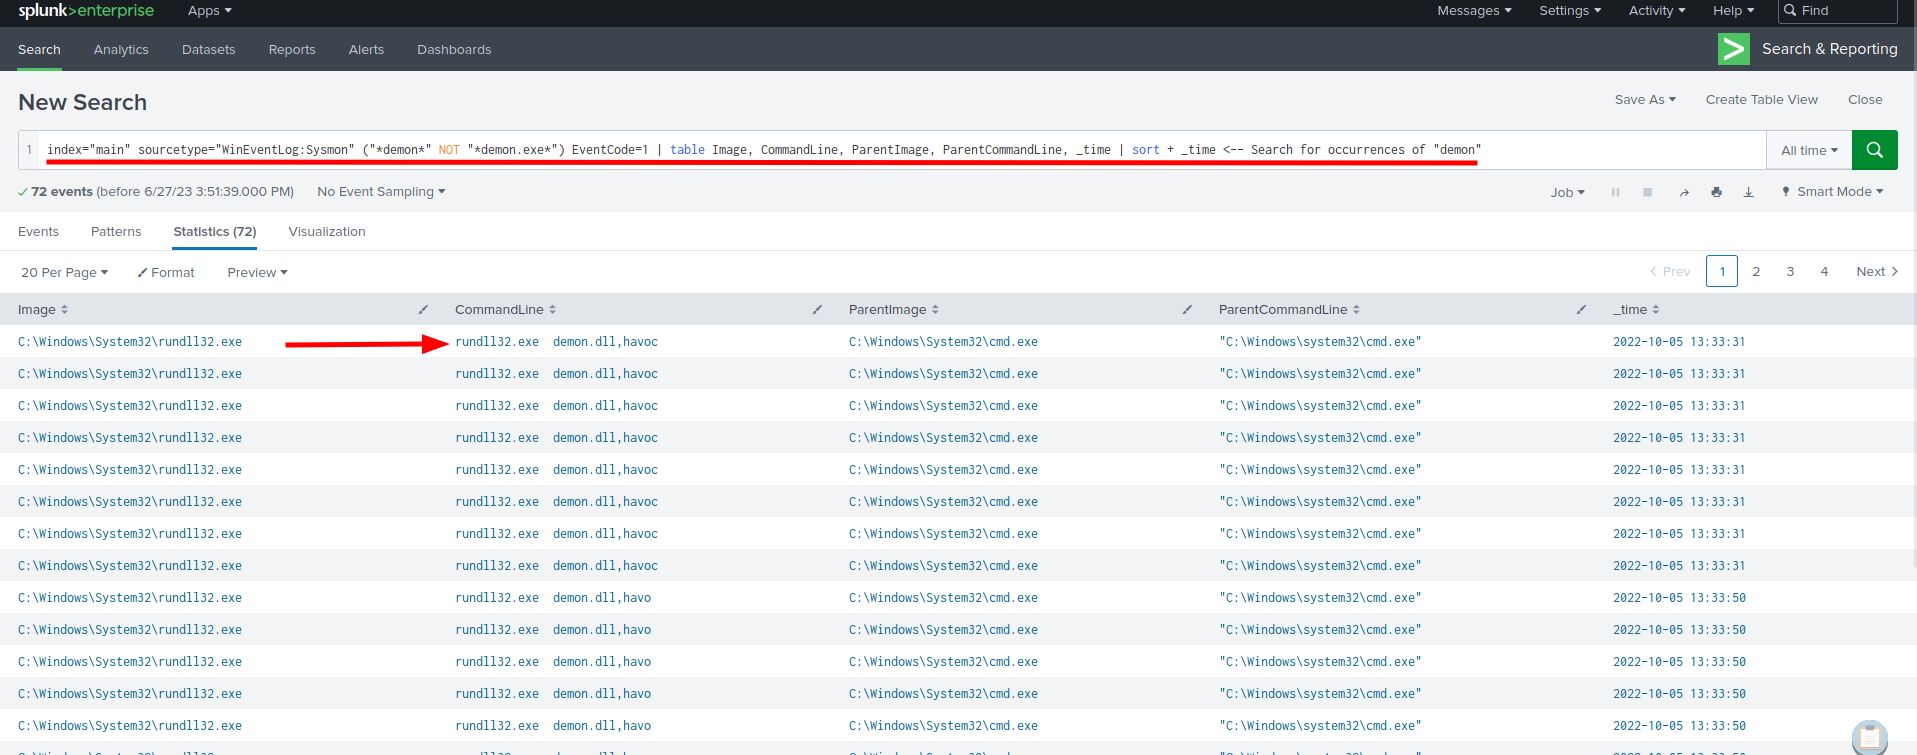 splunk>enterprise Apps Messages Settings Activity Help Find
Search Analytics Datasets Reports Alerts Dashboards Search & Reporting
New Search Save As Create Table View Close
1 index="main" sourcetype="WinEventLog:Sysmon" ("*demon*" NOT "*demon.exe*") EventCode=1 | table Image, CommandLine, ParentImage, ParentCommandLine, _time | sort + _time <-- Search for occurrences of "demon" All time
72 events (before 6/27/23 3:51:39.000 PM) No Event Sampling Job Smart Mode
Events Patterns Statistics (72) Visualization
20 Per Page Format Preview < Prev 1 2 3 4 Next >
Image CommandLine ParentImage ParentCommandLine _time
C:\Windows\System32\rundll32.exe rundll32.exe  demon.dll,havoc C:\Windows\System32\cmd.exe "C:\Windows\system32\cmd.exe" 2022-10-05 13:33:31
C:\Windows\System32\rundll32.exe rundll32.exe  demon.dll,havoc C:\Windows\System32\cmd.exe "C:\Windows\system32\cmd.exe" 2022-10-05 13:33:31
C:\Windows\System32\rundll32.exe rundll32.exe  demon.dll,havoc C:\Windows\System32\cmd.exe "C:\Windows\system32\cmd.exe" 2022-10-05 13:33:31
C:\Windows\System32\rundll32.exe rundll32.exe  demon.dll,havoc C:\Windows\System32\cmd.exe "C:\Windows\system32\cmd.exe" 2022-10-05 13:33:31
C:\Windows\System32\rundll32.exe rundll32.exe  demon.dll,havoc C:\Windows\System32\cmd.exe "C:\Windows\system32\cmd.exe" 2022-10-05 13:33:31
C:\Windows\System32\rundll32.exe rundll32.exe  demon.dll,havoc C:\Windows\System32\cmd.exe "C:\Windows\system32\cmd.exe" 2022-10-05 13:33:31
C:\Windows\System32\rundll32.exe rundll32.exe  demon.dll,havoc C:\Windows\System32\cmd.exe "C:\Windows\system32\cmd.exe" 2022-10-05 13:33:31
C:\Windows\System32\rundll32.exe rundll32.exe  demon.dll,havoc C:\Windows\System32\cmd.exe "C:\Windows\system32\cmd.exe" 2022-10-05 13:33:31
C:\Windows\System32\rundll32.exe rundll32.exe  demon.dll,havo C:\Windows\System32\cmd.exe "C:\Windows\system32\cmd.exe" 2022-10-05 13:33:50
C:\Windows\System32\rundll32.exe rundll32.exe  demon.dll,havo C:\Windows\System32\cmd.exe "C:\Windows\system32\cmd.exe" 2022-10-05 13:33:50
C:\Windows\System32\rundll32.exe rundll32.exe  demon.dll,havo C:\Windows\System32\cmd.exe "C:\Windows\system32\cmd.exe" 2022-10-05 13:33:50
C:\Windows\System32\rundll32.exe rundll32.exe  demon.dll,havo C:\Windows\System32\cmd.exe "C:\Windows\system32\cmd.exe" 2022-10-05 13:33:50
C:\Windows\System32\rundll32.exe rundll32.exe  demon.dll,havo C:\Windows\System32\cmd.exe "C:\Windows\system32\cmd.exe" 2022-10-05 13:33:50